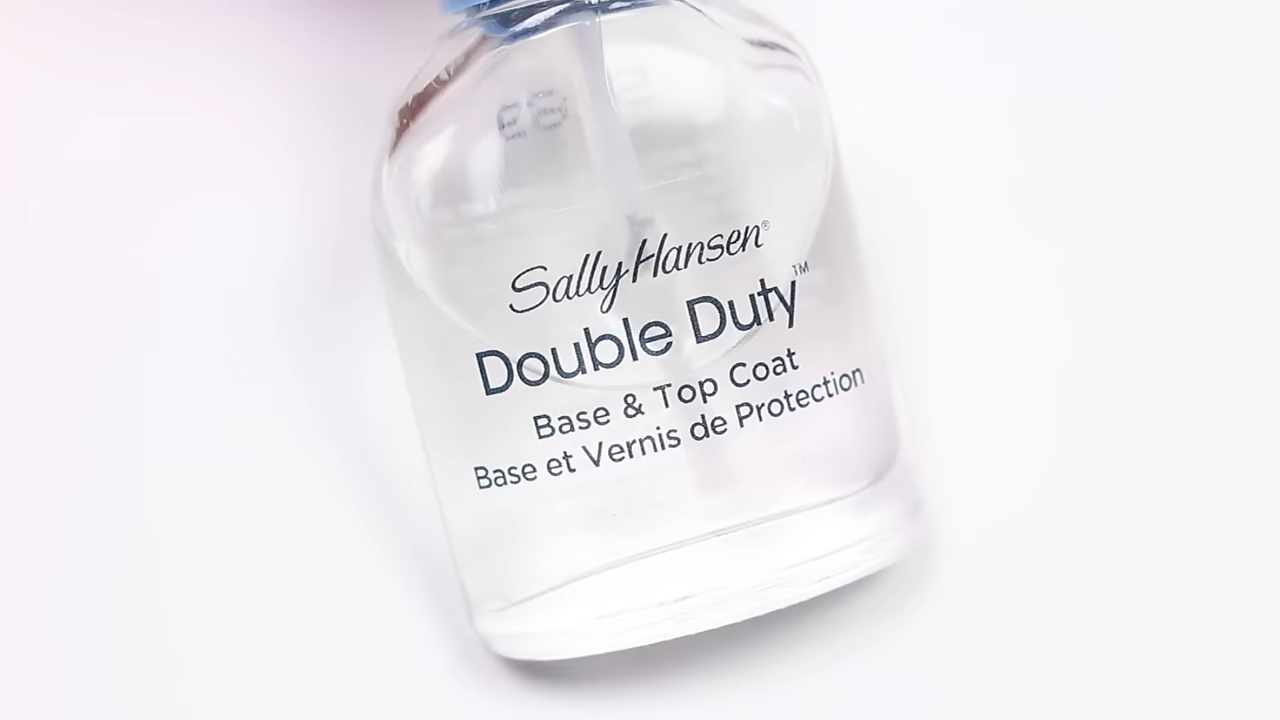 Sally Hansen®
Double Duty™
Base & Top Coat
Base et Vernis de Protection